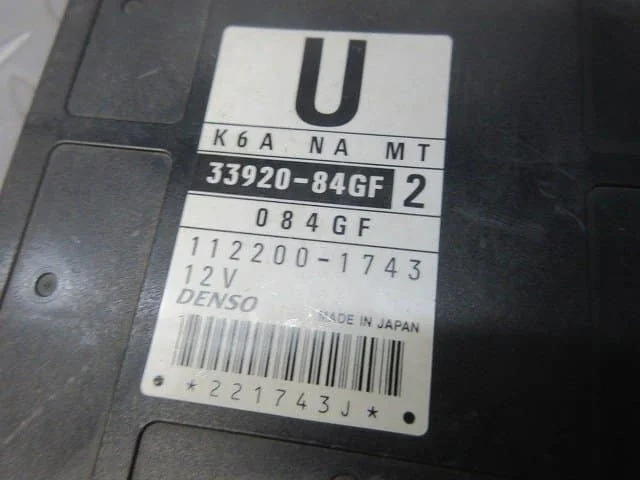 U
K6A NA MT
33920-84GF 2
084GF
112200-1743
12V
DENSO
MADE IN JAPAN
*221743J*